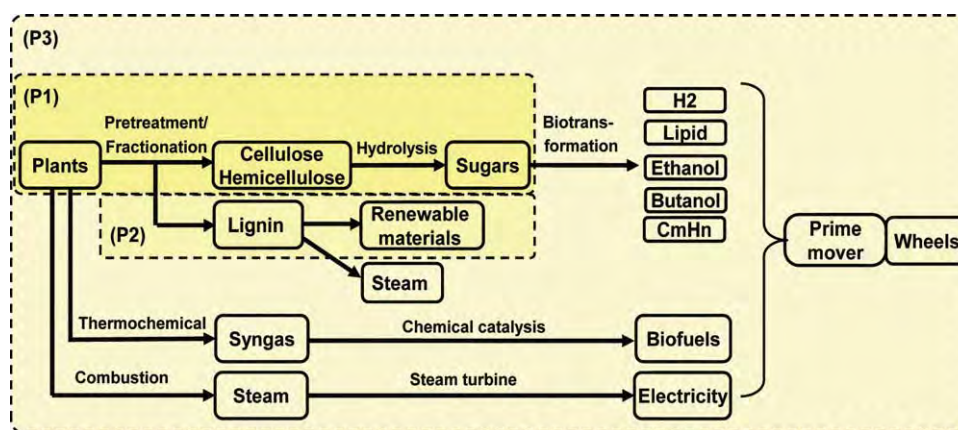 (P3)
(P1)
Pretreatment/
Fractionation
Plants
Cellulose
Hemicellulose
Hydrolysis
Sugars
Biotrans-
formation
H2
Lipid
Ethanol
Butanol
CmHn
(P2)
Lignin
Renewable
materials
Steam
Prime
mover
Wheels
Thermochemical
Syngas
Chemical catalysis
Biofuels
Combustion
Steam
Steam turbine
Electricity